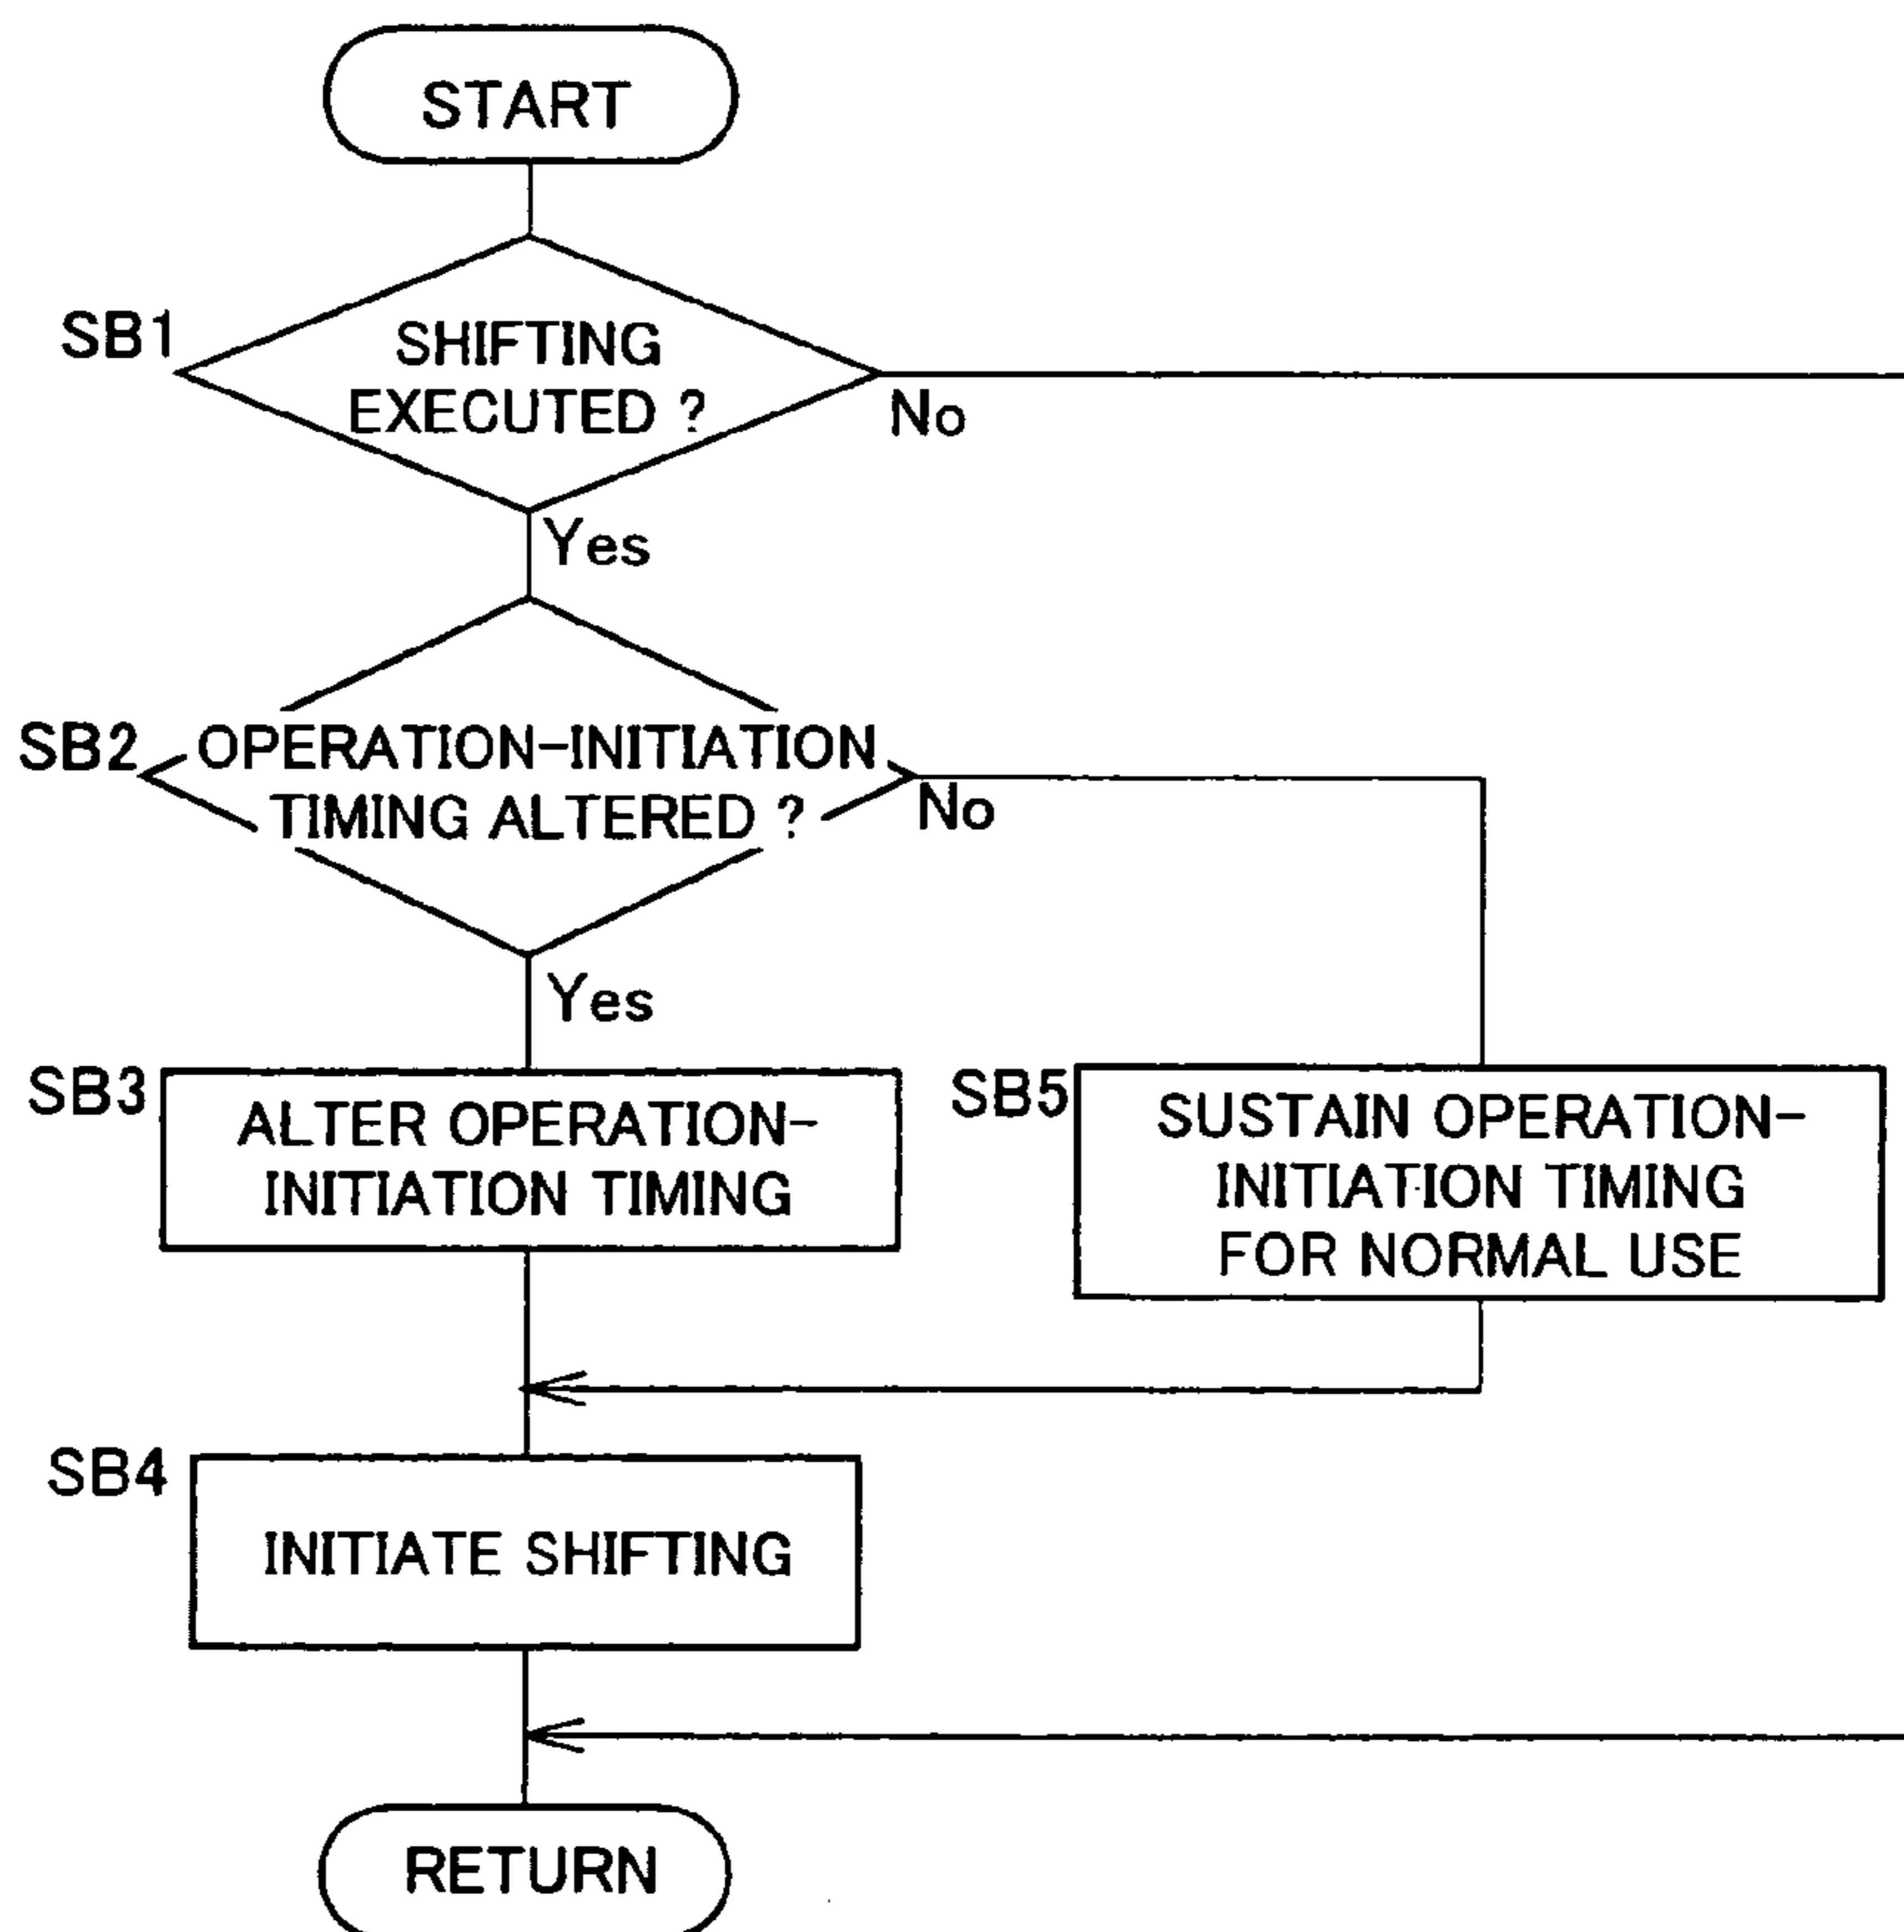 START
SB1
SHIFTING
EXECUTED ?
No
Yes
SB2
OPERATION-INITIATION
TIMING ALTERED ?
No
Yes
SB3
ALTER OPERATION-
INITIATION TIMING
SB5
SUSTAIN OPERATION-
INITIATION TIMING
FOR NORMAL USE
SB4
INITIATE SHIFTING
RETURN